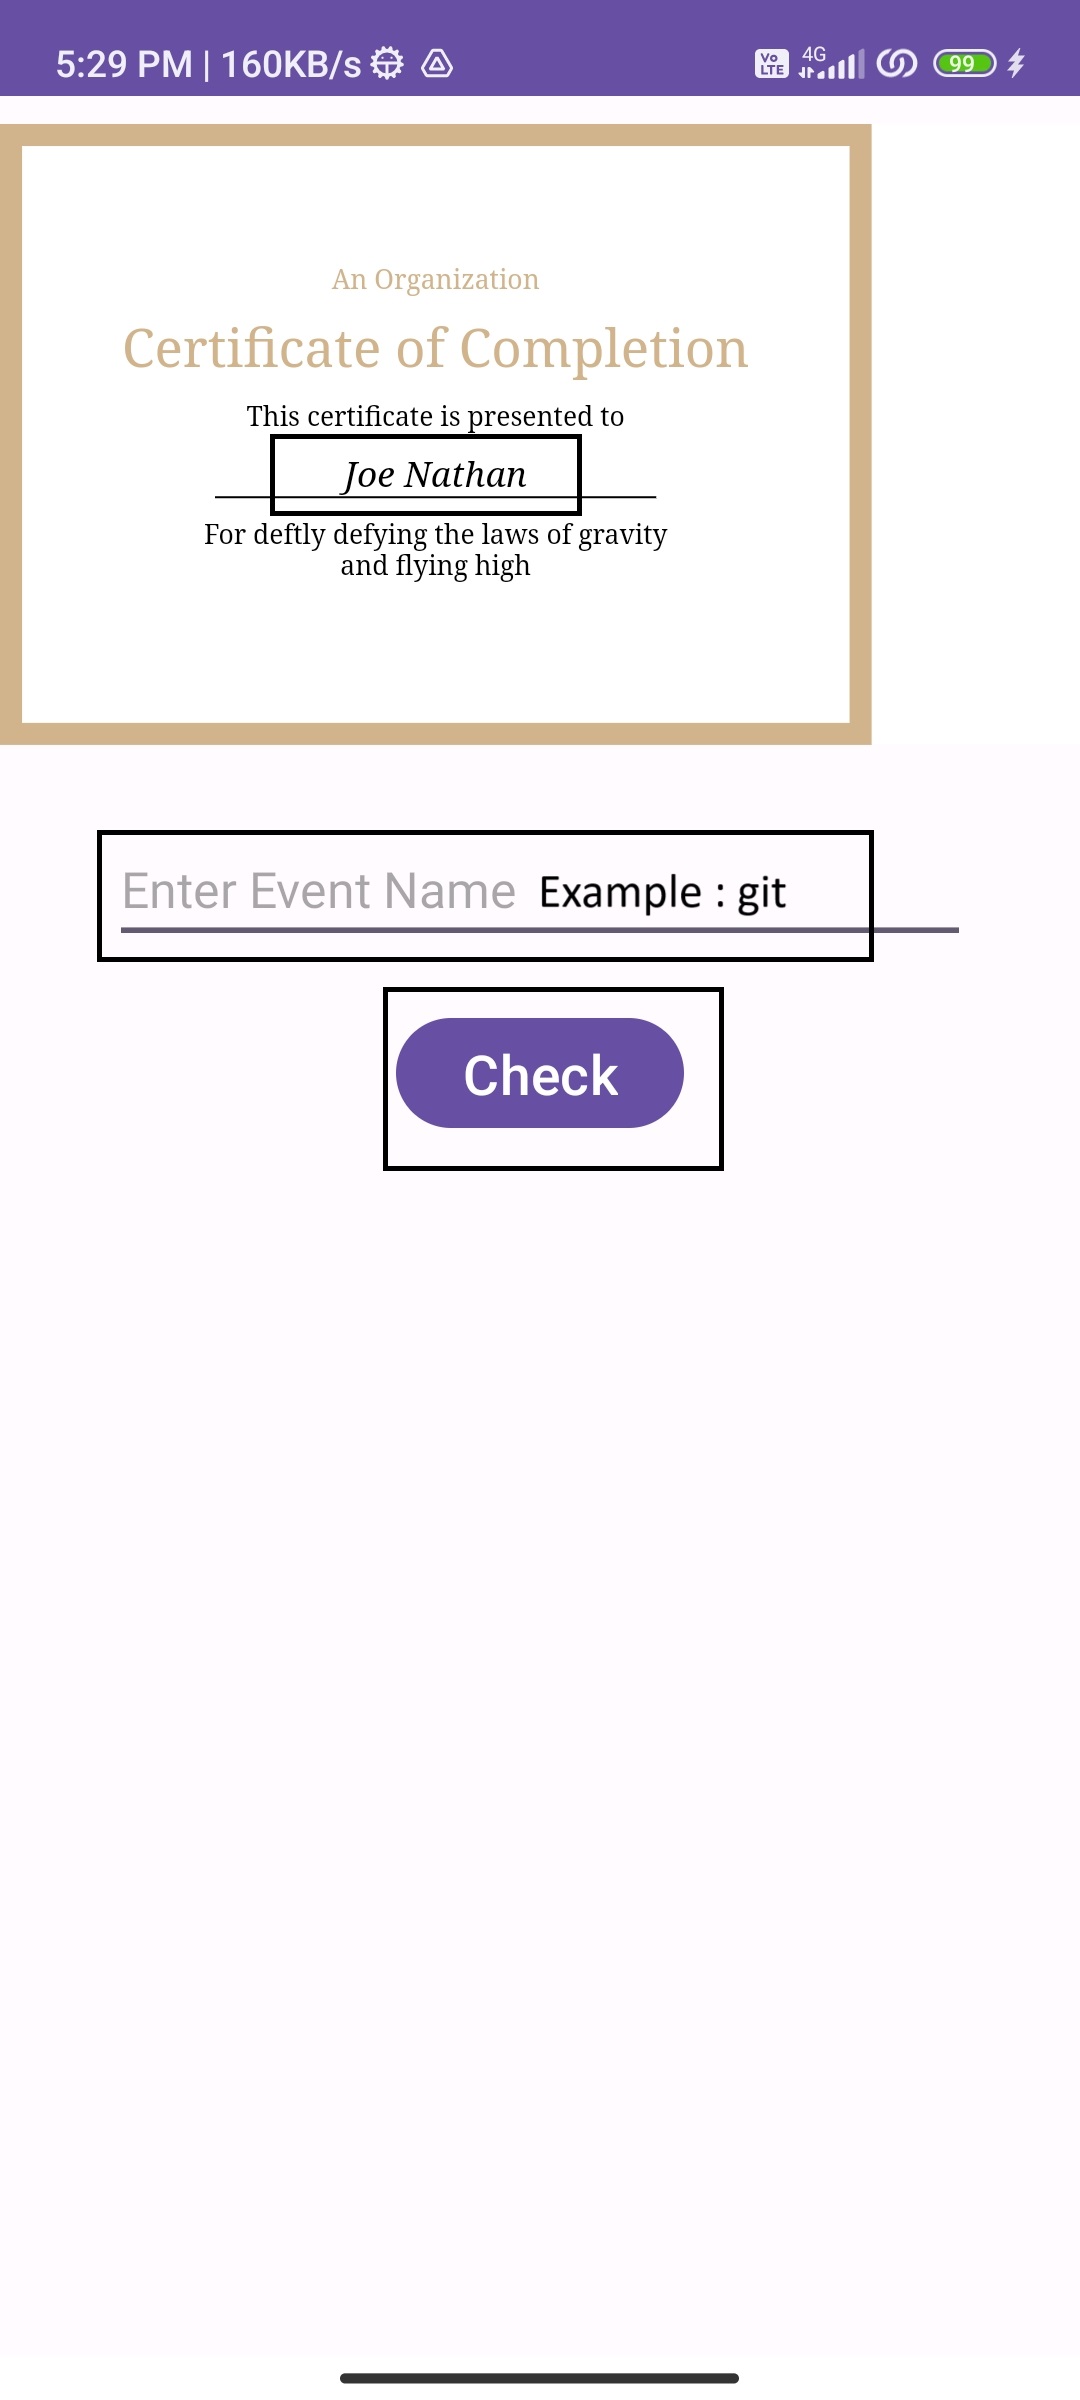 5:29 PM | 160KB/s
Vo LTE 4G 99
An Organization
Certificate of Completion
This certificate is presented to
Joe Nathan
For deftly defying the laws of gravity
and flying high
Enter Event Name Example : git
Check